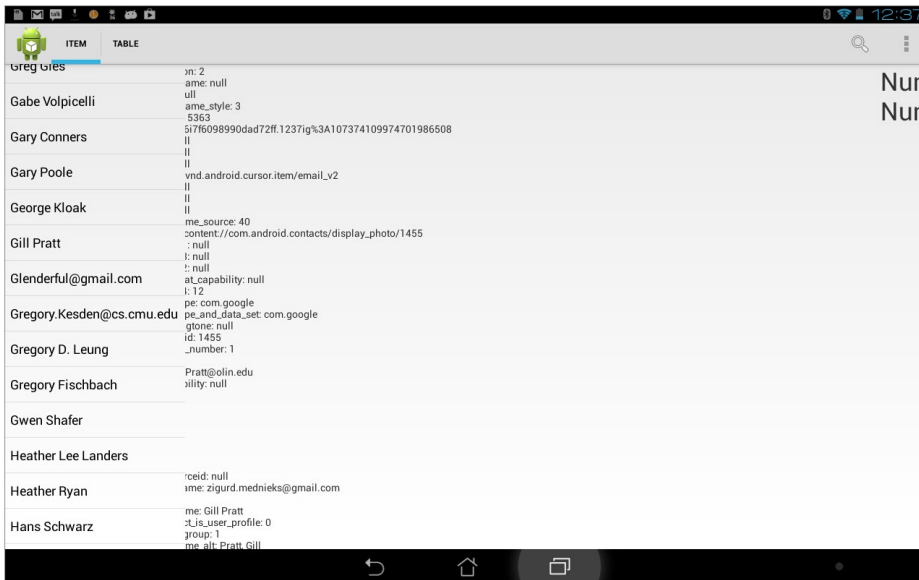 talk
12:37
ITEM TABLE
Greg Gles
Gabe Volpicelli
Gary Conners
Gary Poole
George Kloak
Gill Pratt
Glenderful@gmail.com
Gregory.Kesden@cs.cmu.edu
Gregory D. Leung
Gregory Fischbach
Gwen Shafer
Heather Lee Landers
Heather Ryan
Hans Schwarz
on: 2
ame: null
ull
ame_style: 3
5363
6i7f6098990dad72ff.1237ig%3A107374109974701986508
ll
ll
ll
vnd.android.cursor.item/email_v2
ll
ll
ll
me_source: 40
content://com.android.contacts/display_photo/1455
: null
: null
: null
at_capability: null
: 12
pe: com.google
pe_and_data_set: com.google
gtone: null
id: 1455
_number: 1
Pratt@olin.edu
bility: null
rceid: null
ame: zigurd.mednieks@gmail.com
me: Gill Pratt
ct_is_user_profile: 0
group: 1
me_alt: Pratt, Gill
Nur
Nur